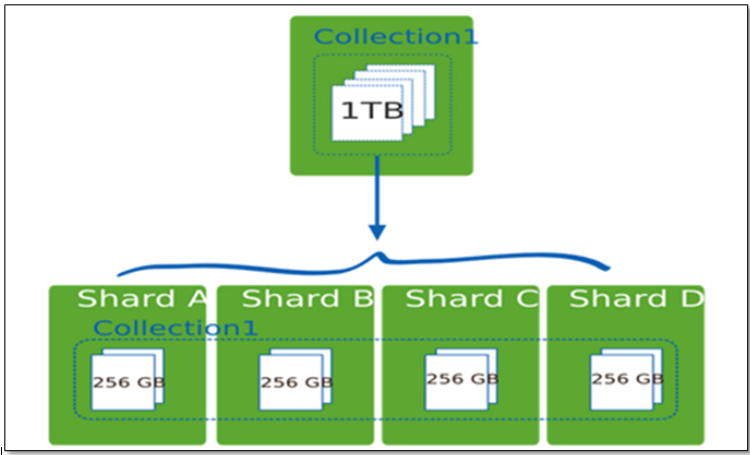 Collection1
1TB
Shard A Shard B Shard C Shard D
Collection1
256 GB 256 GB 256 GB 256 GB